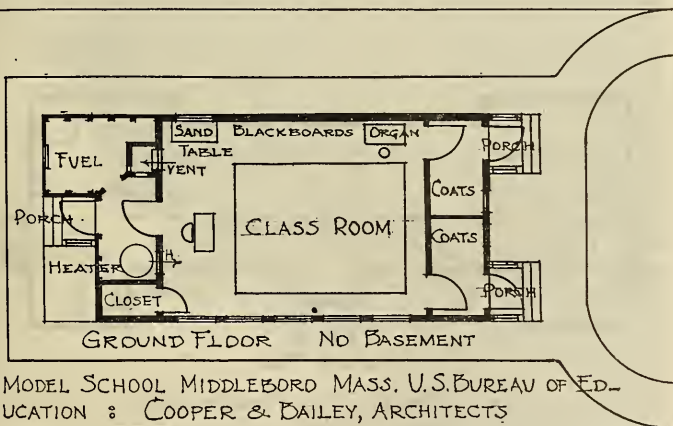 SAND BLACKBOARDS ORGAN
TABLE
FUEL
VENT
PORCH
COATS
PORCH
CLASS ROOM
COATS
HEATER
H
PORCH
CLOSET
GROUND FLOOR NO BASEMENT
MODEL SCHOOL MIDDLEBORO MASS. U.S. BUREAU OF ED-
UCATION : COOPER & BAILEY, ARCHITECTS